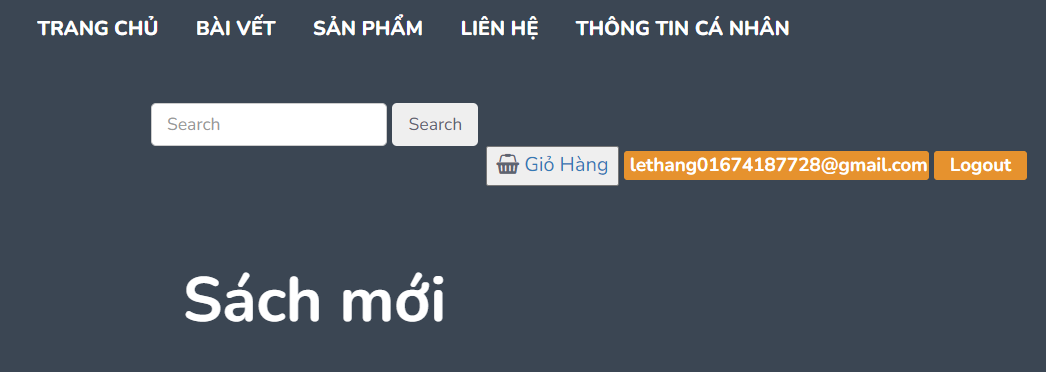 TRANG CHỦ BÀI VẾT SẢN PHẨM LIÊN HỆ THÔNG TIN CÁ NHÂN
Search Search
Giỏ Hàng lethang01674187728@gmail.com Logout
Sách mới